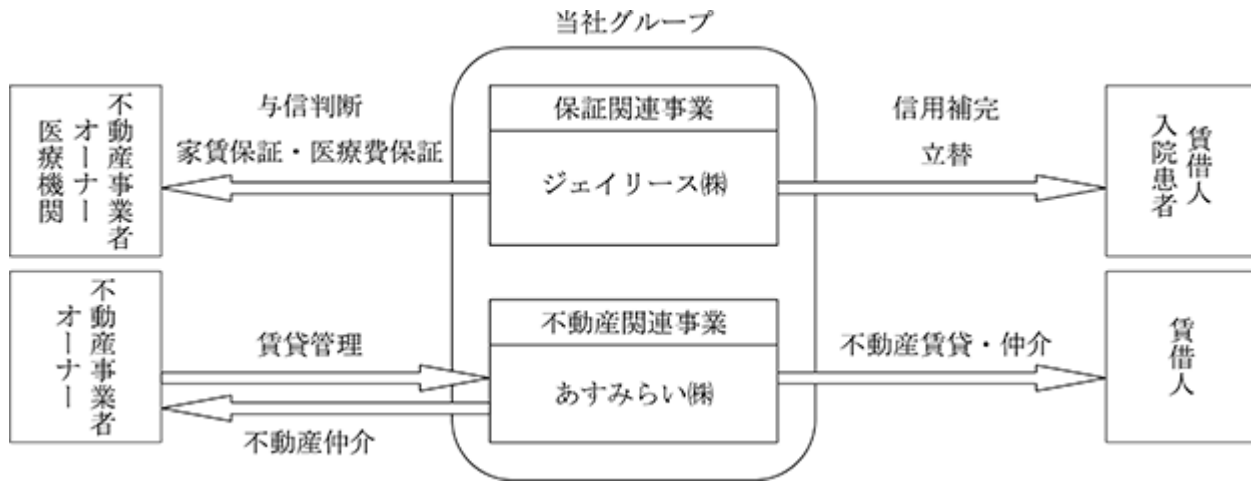 当社グループ
不動産事業者
オーナー
医療機関
与信判断
家賃保証・医療費保証
保証関連事業
ジェイリース㈱
信用補完
立替
賃借人
入院患者
不動産事業者
オーナー
賃貸管理
不動産仲介
不動産関連事業
あすみらい㈱
不動産賃貸・仲介
賃借人